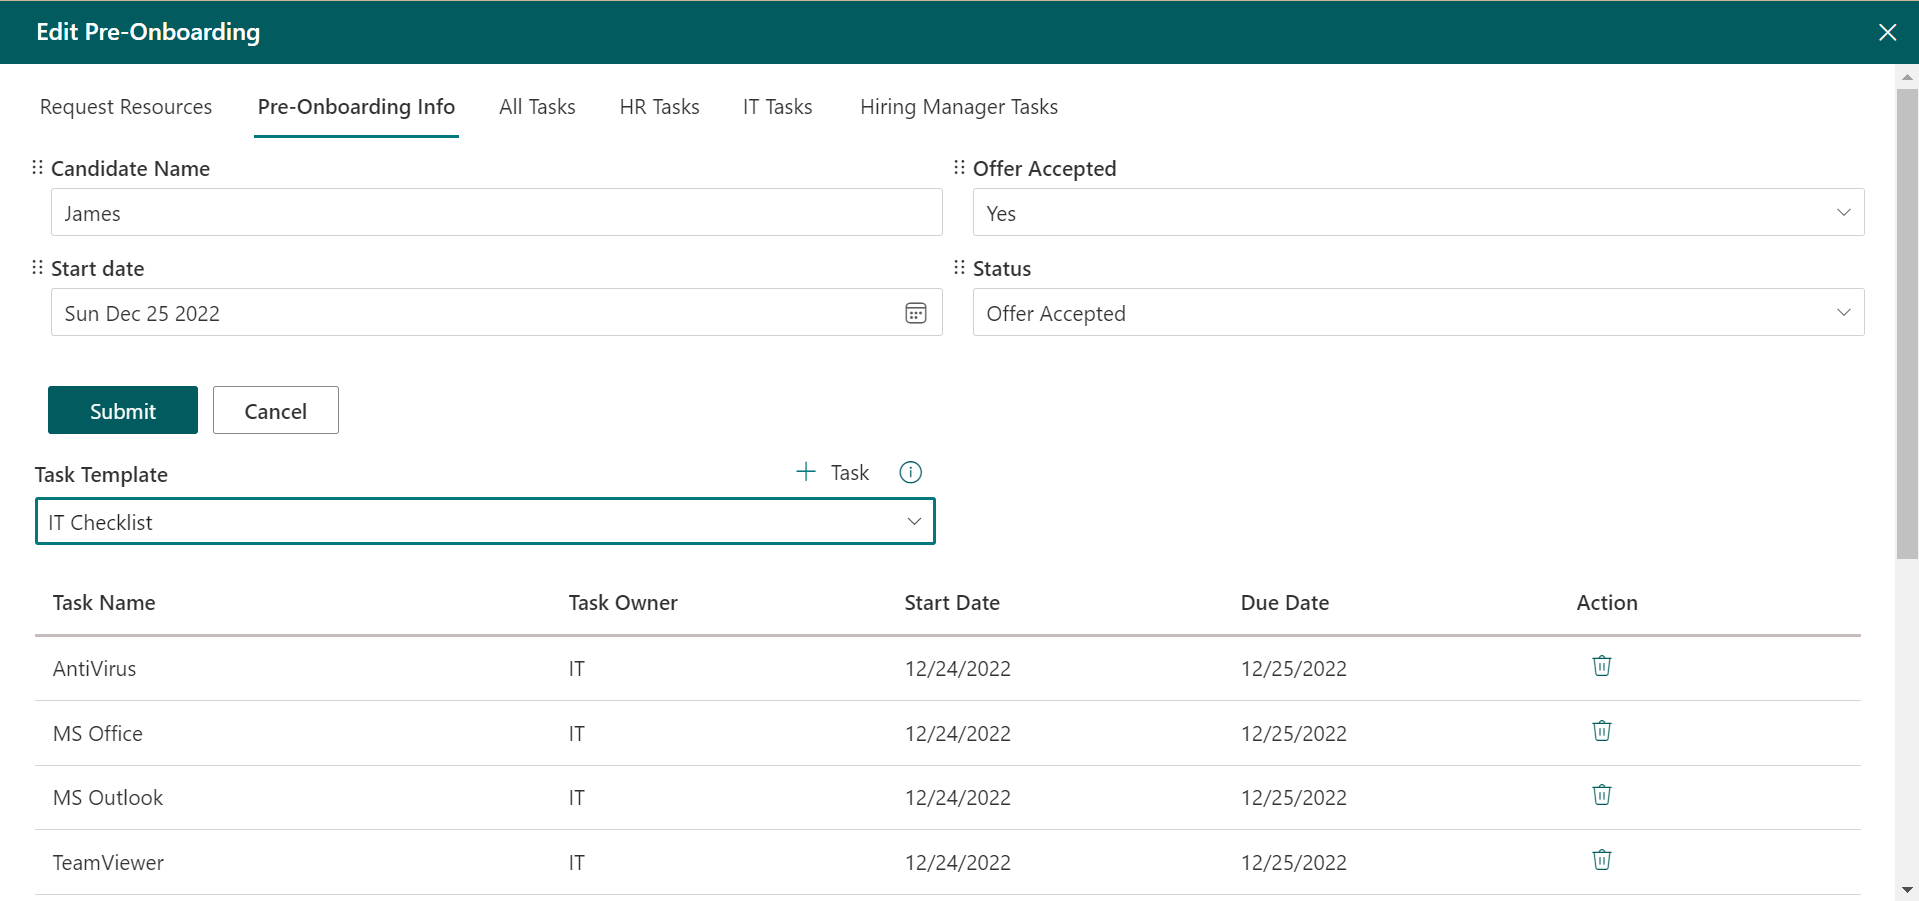 Edit Pre-Onboarding
Request Resources Pre-Onboarding Info All Tasks HR Tasks IT Tasks Hiring Manager Tasks
Candidate Name Offer Accepted
James Yes
Start date Status
Sun Dec 25 2022 Offer Accepted
Submit Cancel
Task Template + Task
IT Checklist
Task Name Task Owner Start Date Due Date Action
AntiVirus IT 12/24/2022 12/25/2022
MS Office IT 12/24/2022 12/25/2022
MS Outlook IT 12/24/2022 12/25/2022
TeamViewer IT 12/24/2022 12/25/2022